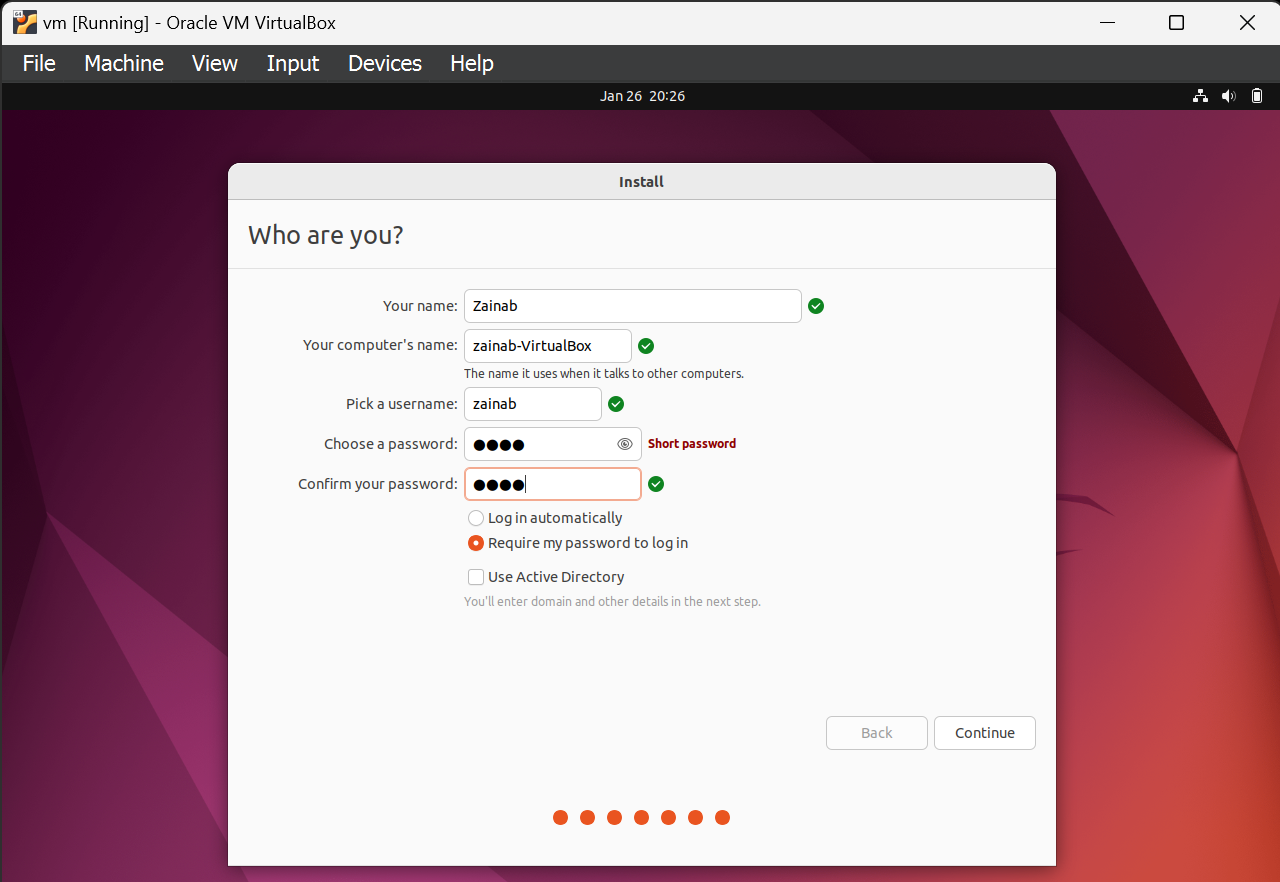 vm [Running] - Oracle VM VirtualBox
File Machine View Input Devices Help
Jan 26 20:26
Install
Who are you?
Your name: Zainab
Your computer's name: zainab-VirtualBox
The name it uses when it talks to other computers.
Pick a username: zainab
Choose a password: ●●●● Short password
Confirm your password: ●●●●
Log in automatically
Require my password to log in
Use Active Directory
You'll enter domain and other details in the next step.
Back Continue